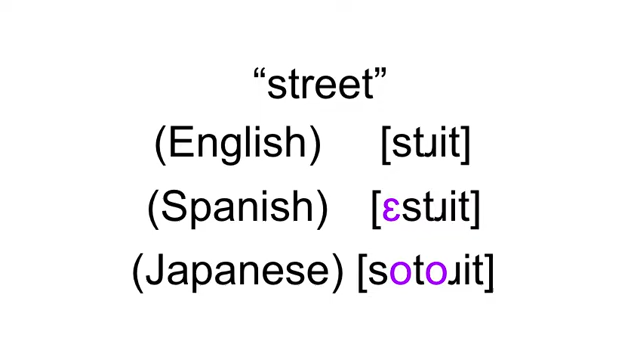 “street”
(English) [stɹit]
(Spanish) [ɛstɹit]
(Japanese) [sotoɹit]